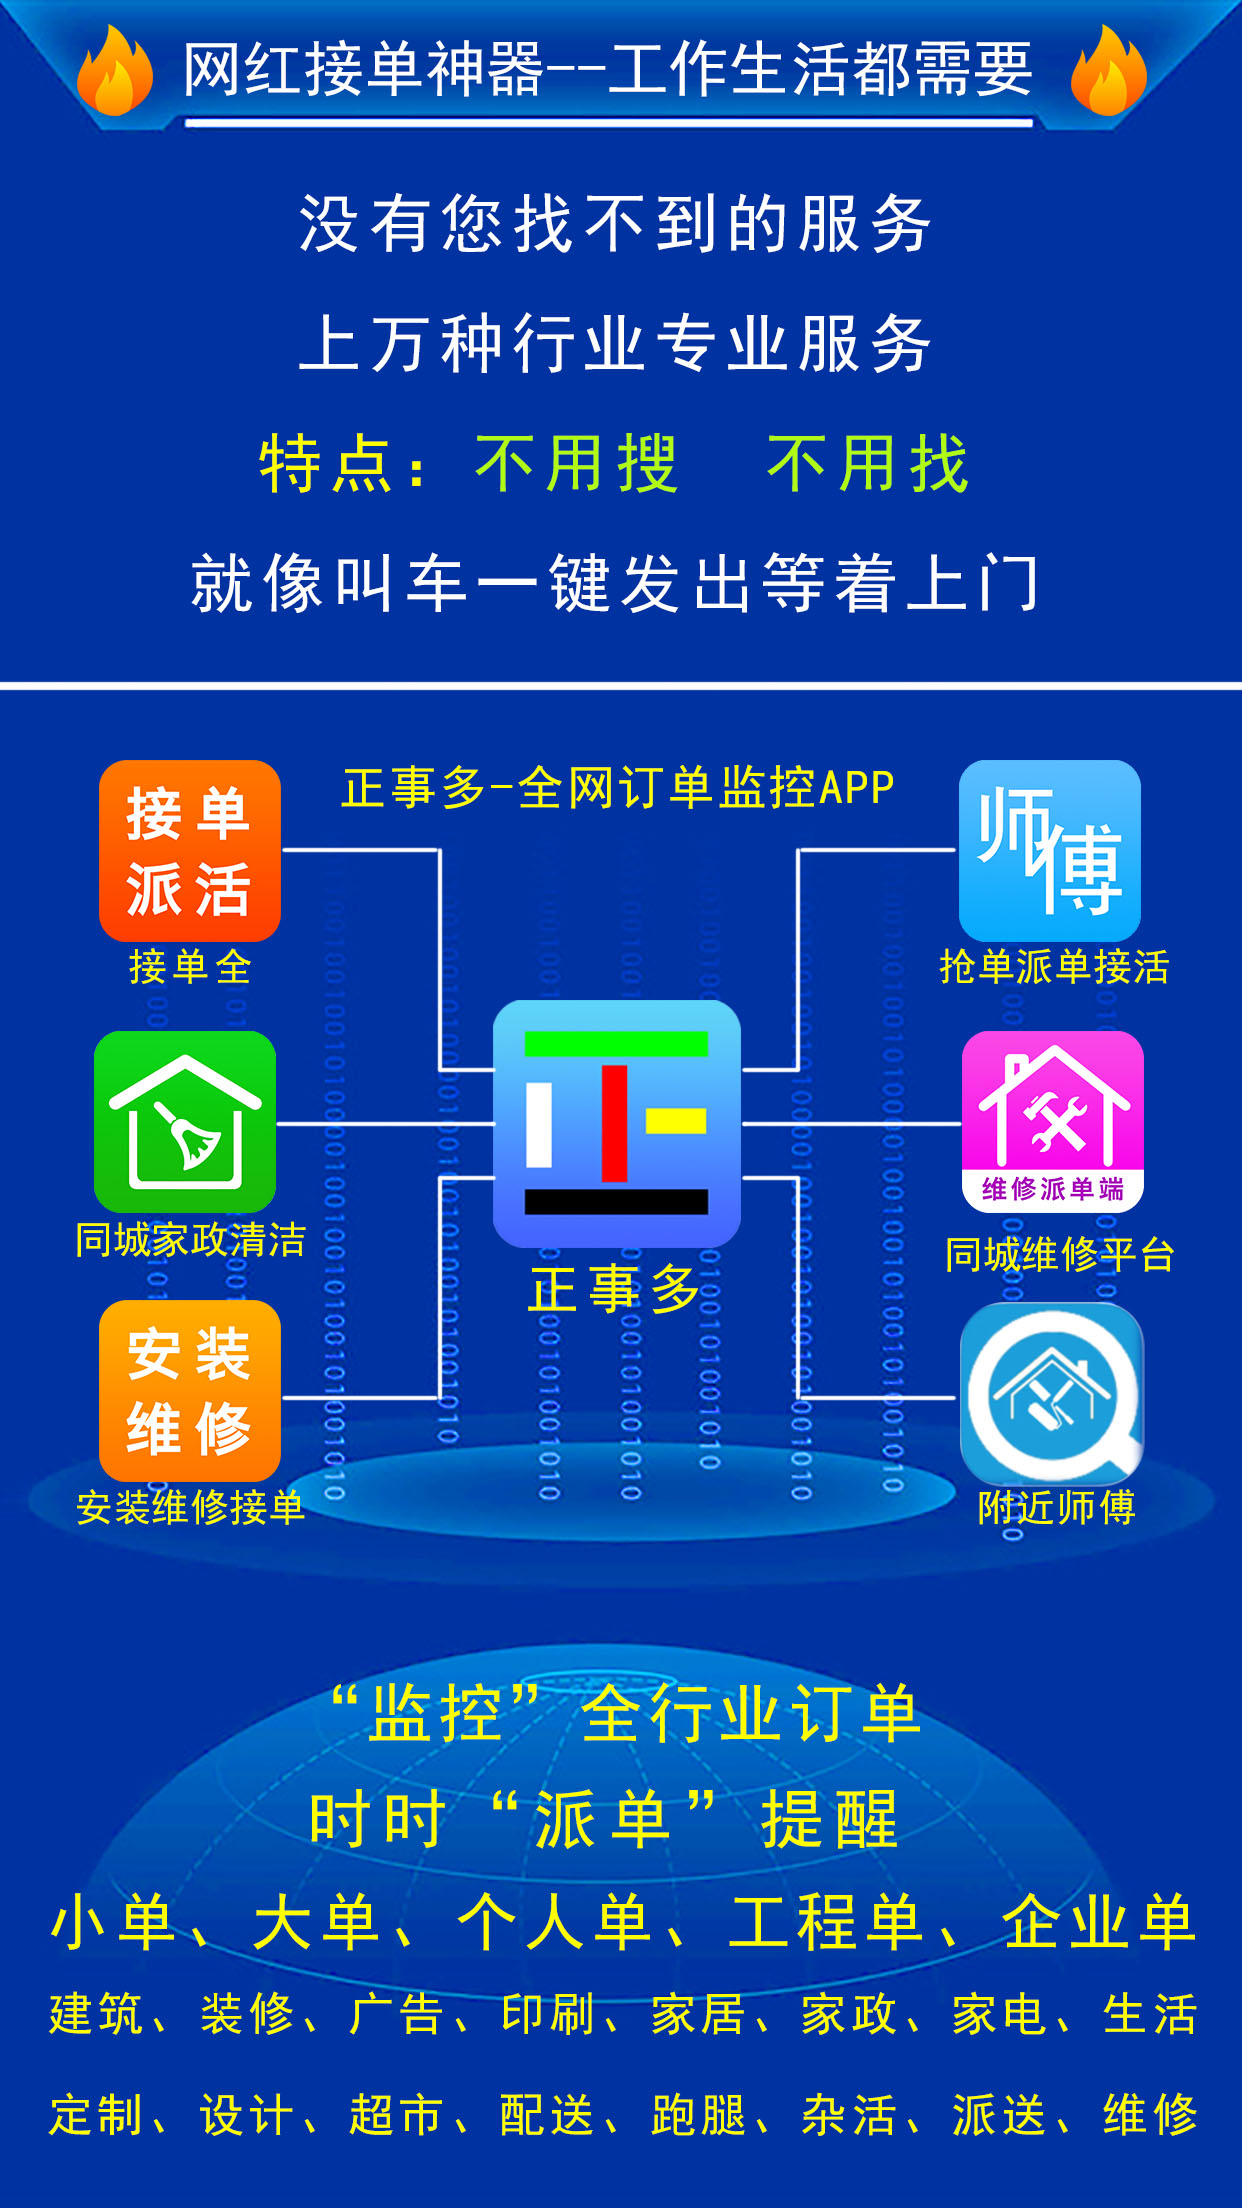 网红接单神器--工作生活都需要
没有您找不到的服务
上万种行业专业服务
特点：不用搜 不用找
就像叫车一键发出等着上门
正事多-全网订单监控APP
接单
派活
接单全
师傅
抢单派单接活
同城家政清洁
维修派单端
同城维修平台
正事多
安装
维修
安装维修接单
附近师傅
“监控”全行业订单
时时“派单”提醒
小单、大单、个人单、工程单、企业单
建筑、装修、广告、印刷、家居、家政、家电、生活
定制、设计、超市、配送、跑腿、杂活、派送、维修